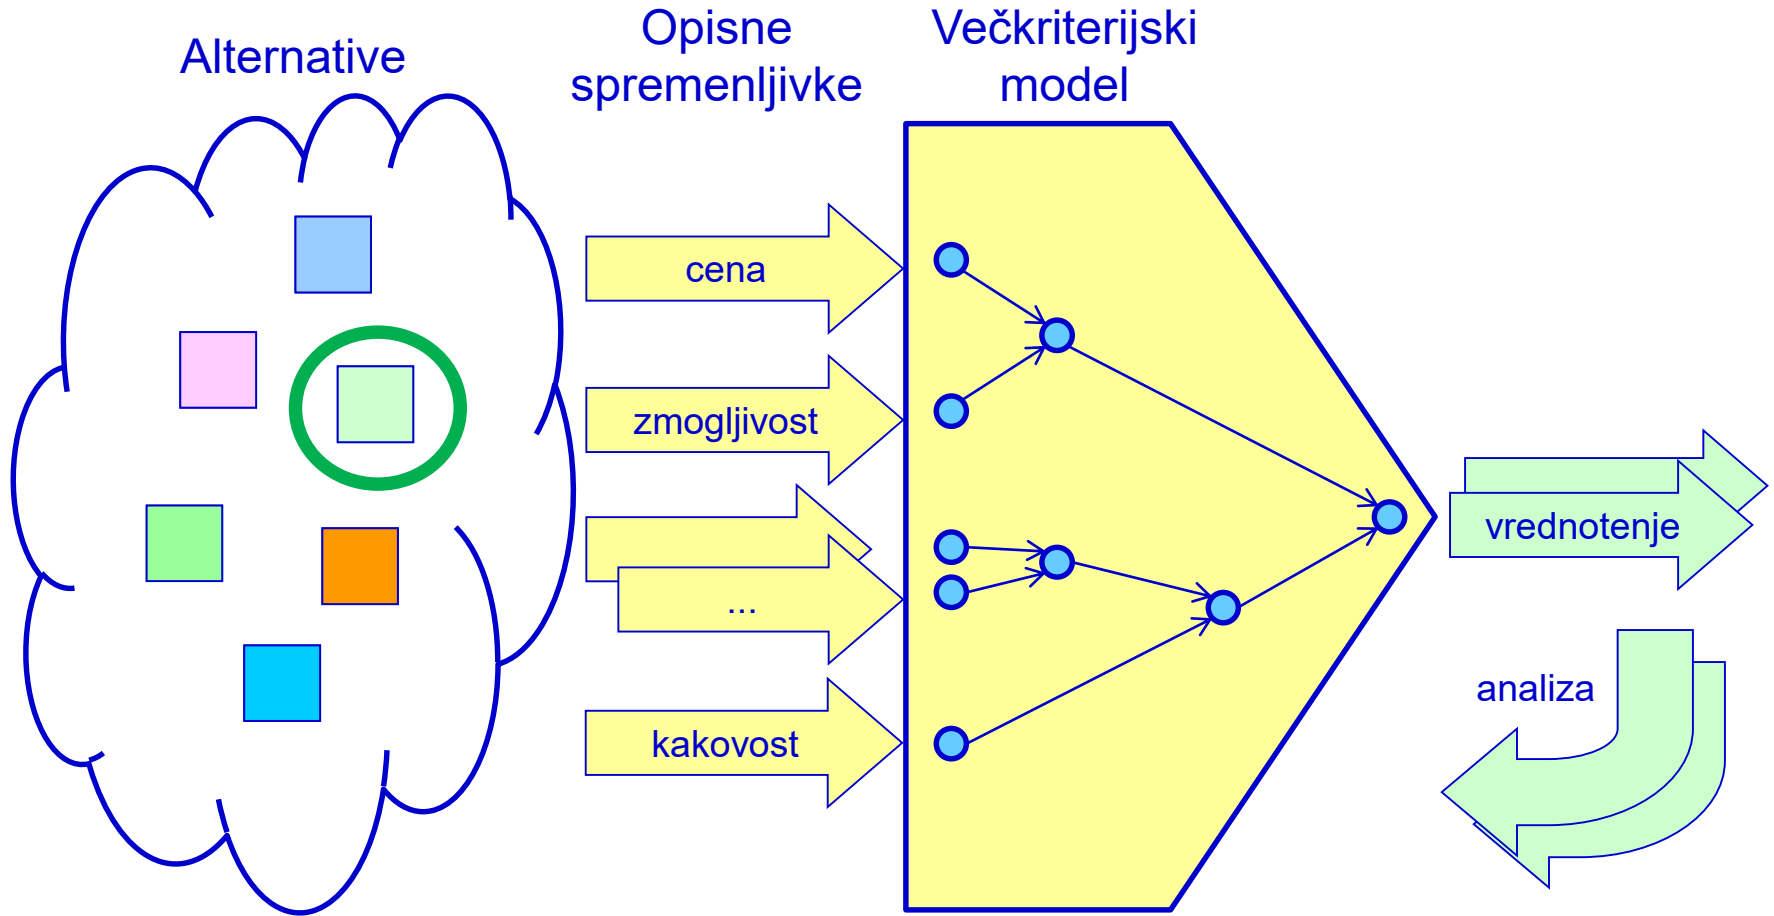 Alternative
Opisne
spremenljivke
Večkriterijski
model
cena
zmogljivost
...
kakovost
vrednotenje
analiza